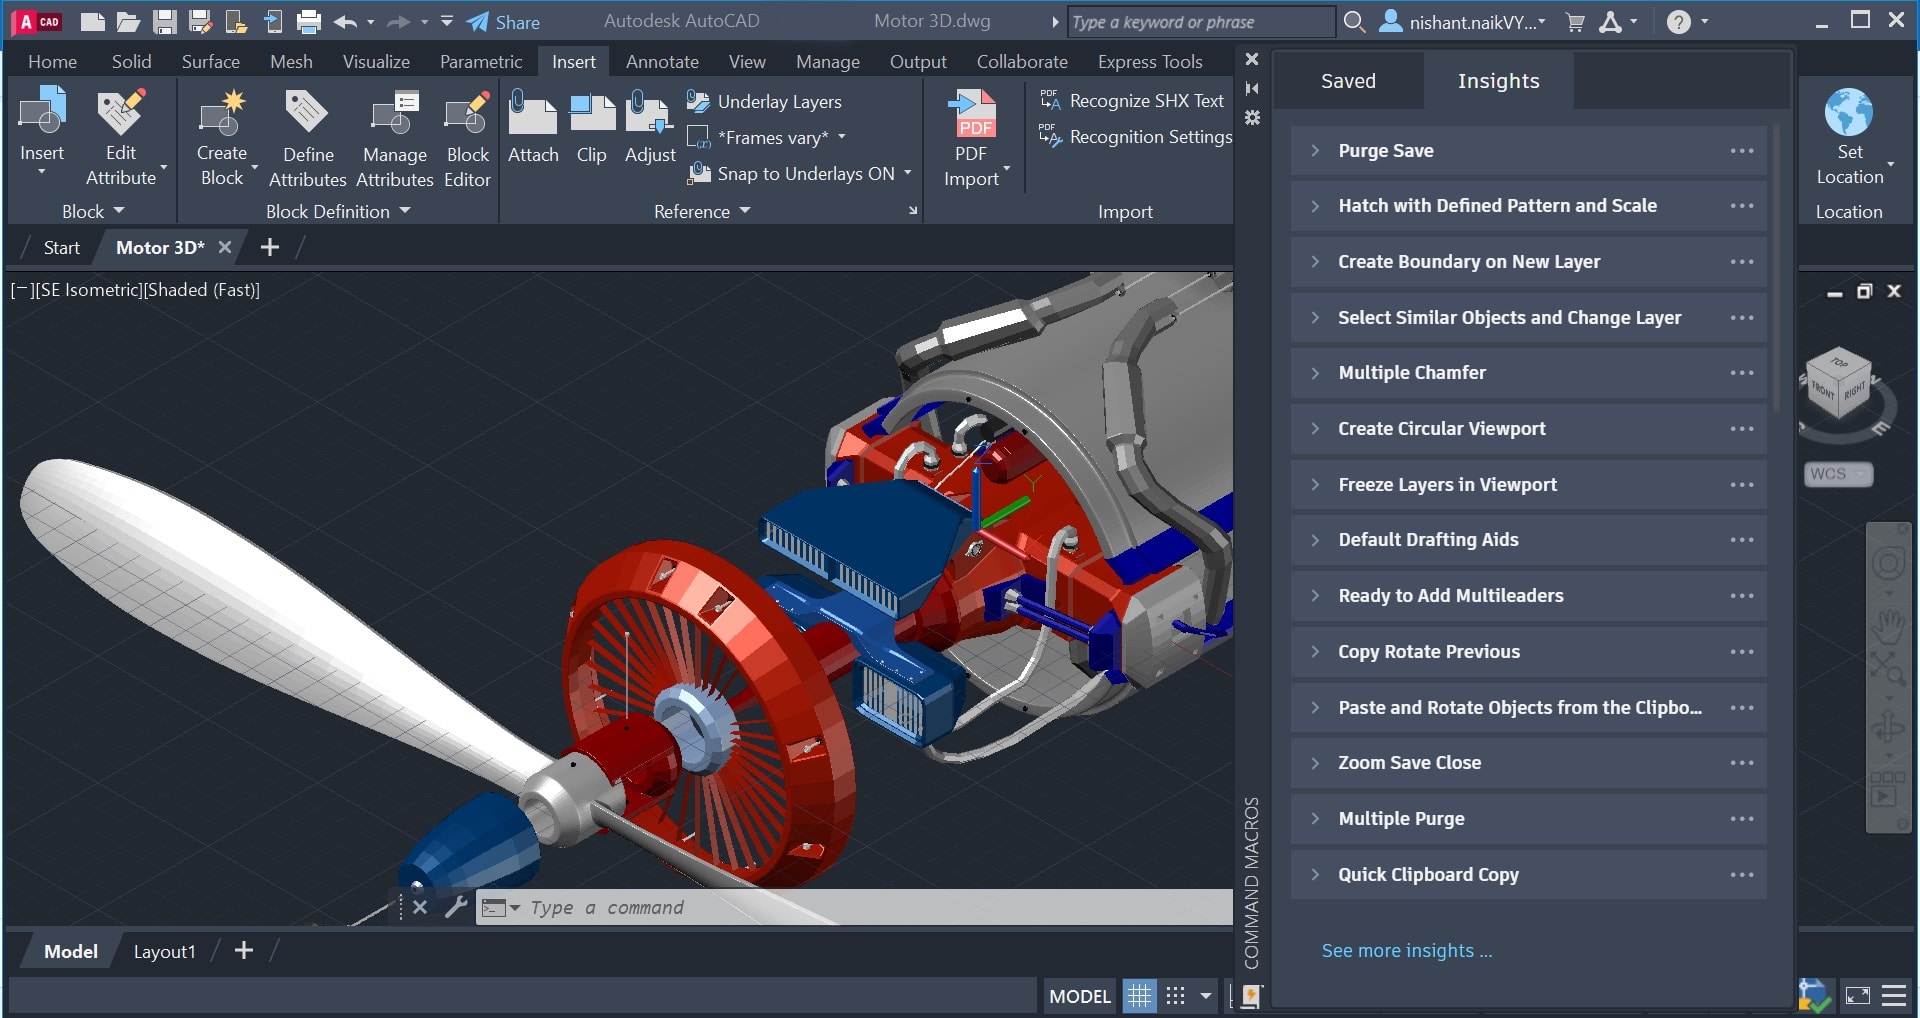 A CAD
Share
Autodesk AutoCAD
Motor 3D.dwg
Type a keyword or phrase
nishant.naikVY...
?
Home Solid Surface Mesh Visualize Parametric Insert Annotate View Manage Output Collaborate Express Tools
Insert
Edit
Attribute
Create
Block
Define
Attributes
Manage
Attributes
Block
Editor
Attach
Clip
Adjust
Underlay Layers
*Frames vary*
Snap to Underlays ON
PDF
PDF
Import
PDF
A
Recognize SHX Text
PDF
A
Recognition Settings
Block
Block Definition
Reference
Import
Set
Location
Location
Start
Motor 3D*
[−][SE Isometric][Shaded (Fast)]
Saved
Insights
Purge Save
Hatch with Defined Pattern and Scale
Create Boundary on New Layer
Select Similar Objects and Change Layer
Multiple Chamfer
Create Circular Viewport
Freeze Layers in Viewport
Default Drafting Aids
Ready to Add Multileaders
Copy Rotate Previous
Paste and Rotate Objects from the Clipbo...
Zoom Save Close
Multiple Purge
Quick Clipboard Copy
See more insights ...
COMMAND MACROS
TOP
FRONT
RIGHT
E
WCS
Y
Type a command
Model
Layout1
MODEL